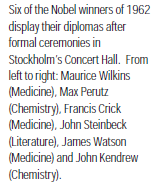 Six of the Nobel winners of 1962
display their diplomas after
formal ceremonies in
Stockholm's Concert Hall. From
left to right: Maurice Wilkins
(Medicine), Max Perutz
(Chemistry), Francis Crick
(Medicine), John Steinbeck
(Literature), James Watson
(Medicine) and John Kendrew
(Chemistry).